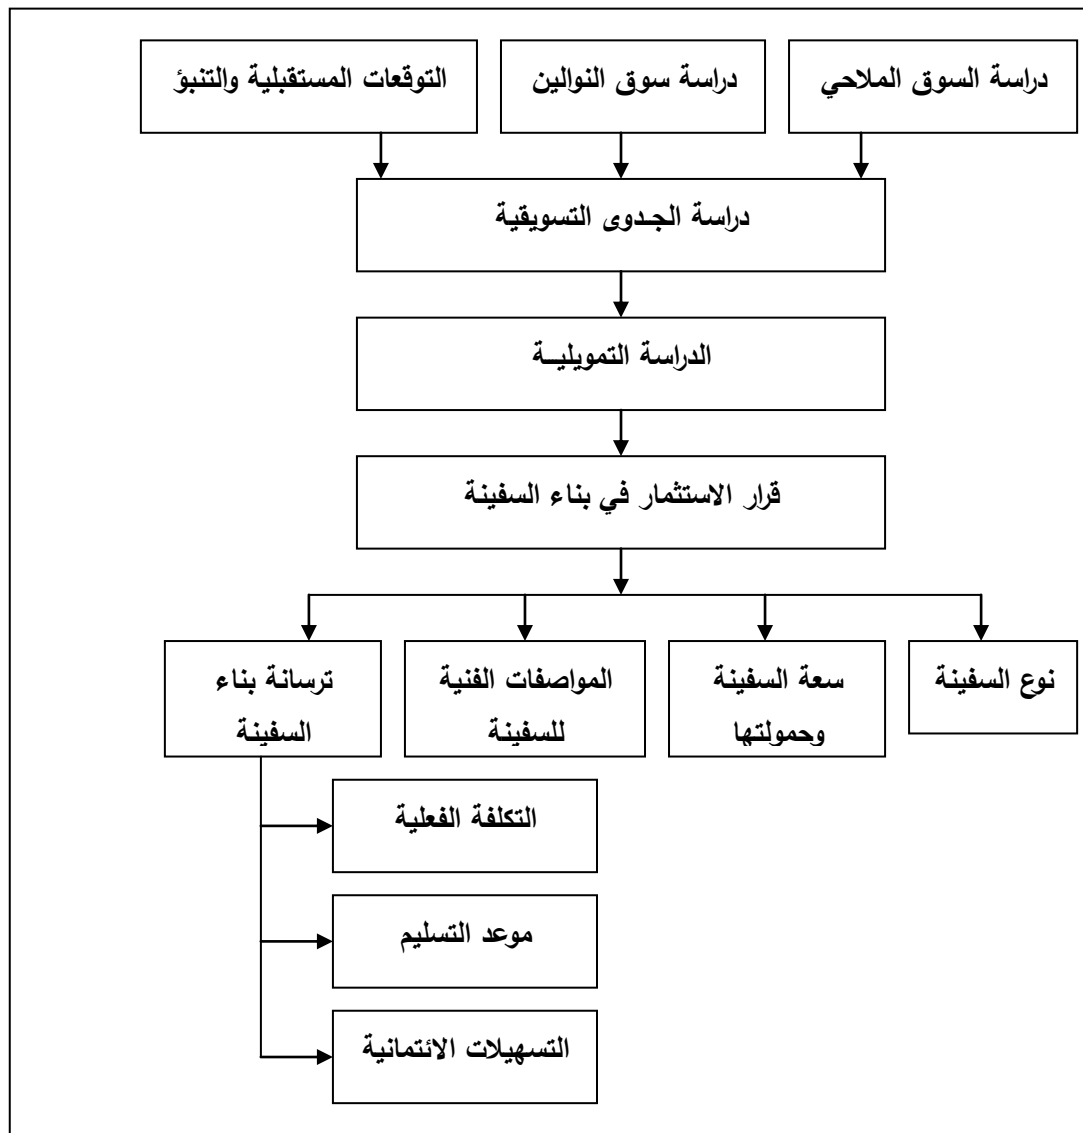 دراسة السوق الملاحي
دراسة سوق النوالين
التوقعات المستقبلية والتنبؤ
دراسة الجدوى التسويقية
الدراسة التمويليــة
قرار الاستثمار في بناء السفينة
نوع السفينة
سعة السفينة
وحمولتها
المواصفات الفنية
للسفينة
ترسانة بناء
السفينة
التكلفة الفعلية
موعد التسليم
التسهيلات الائتمانية